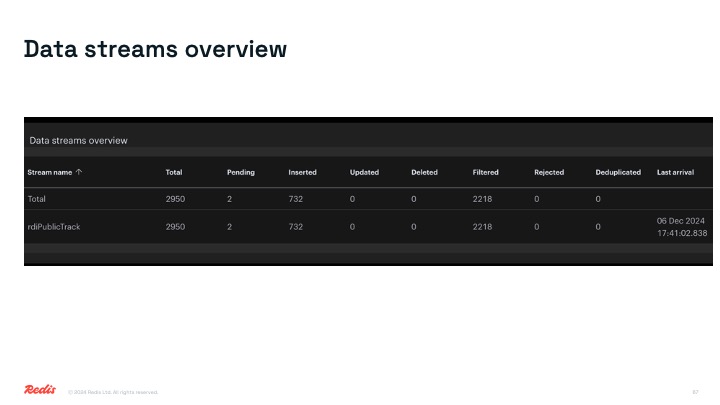 Data streams overview
Data streams overview
Stream name ↑ Total Pending Inserted Updated Deleted Filtered Rejected Deduplicated Last arrival
Total 2950 2 732 0 0 2218 0 0
rdiPublicTrack 2950 2 732 0 0 2218 0 0 06 Dec 2024
17:41:02.838
Redis © 2024 Redis Ltd. All rights reserved. 67